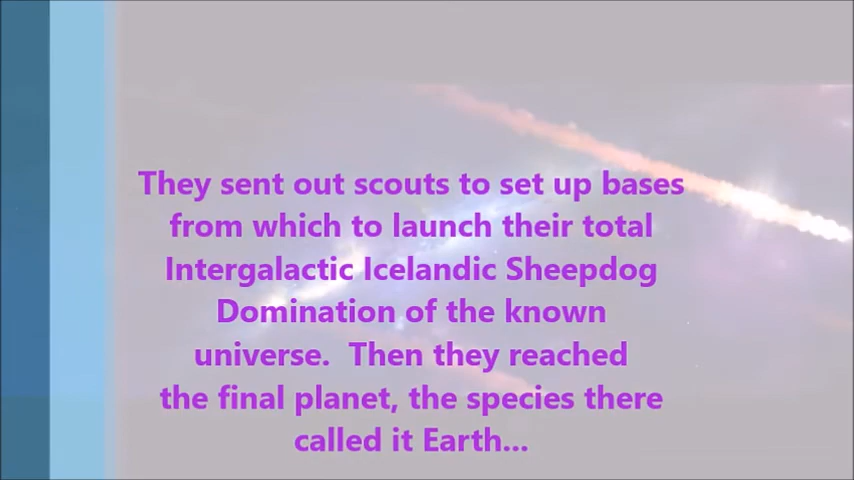 They sent out scouts to set up bases
from which to launch their total
Intergalactic Icelandic Sheepdog
Domination of the known
universe.  Then they reached
the final planet, the species there
called it Earth...